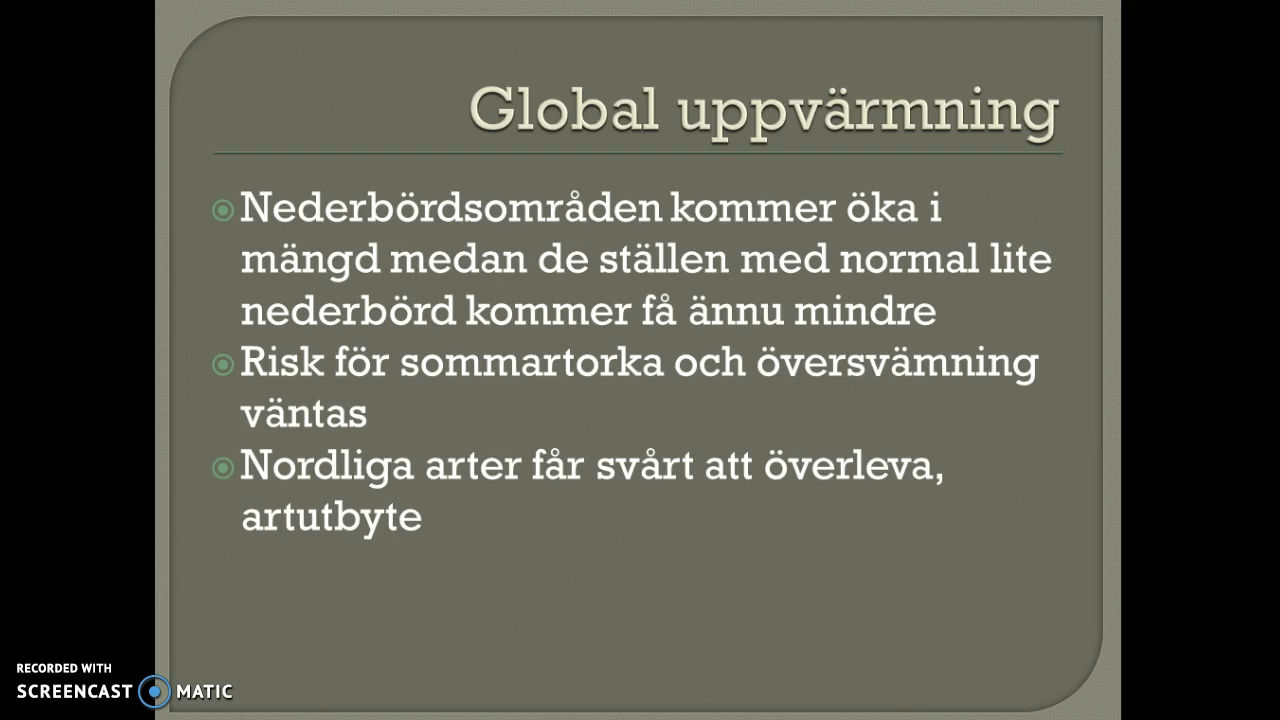 Global uppvärmning
Nederbördsområden kommer öka i
mängd medan de ställen med normal lite
nederbörd kommer få ännu mindre
Risk för sommartorka och översvämning
väntas
Nordliga arter får svårt att överleva,
artutbyte
RECORDED WITH
SCREENCAST MATIC